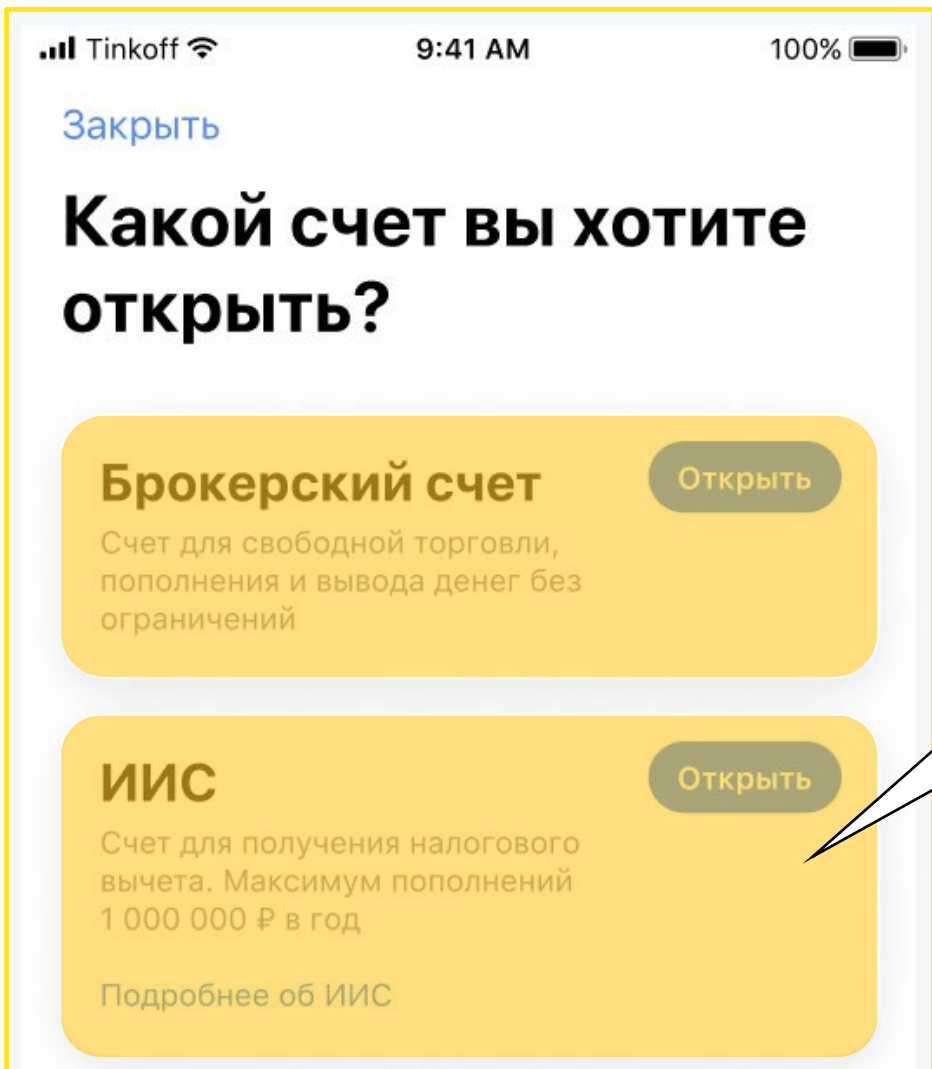 Tinkoff 9:41 AM 100%
Закрыть
Какой счет вы хотите
открыть?
Брокерский счет Открыть
Счет для свободной торговли,
пополнения и вывода денег без
ограничений
ИИС Открыть
Счет для получения налогового
вычета. Максимум пополнений
1 000 000 ₽ в год
Подробнее об ИИС